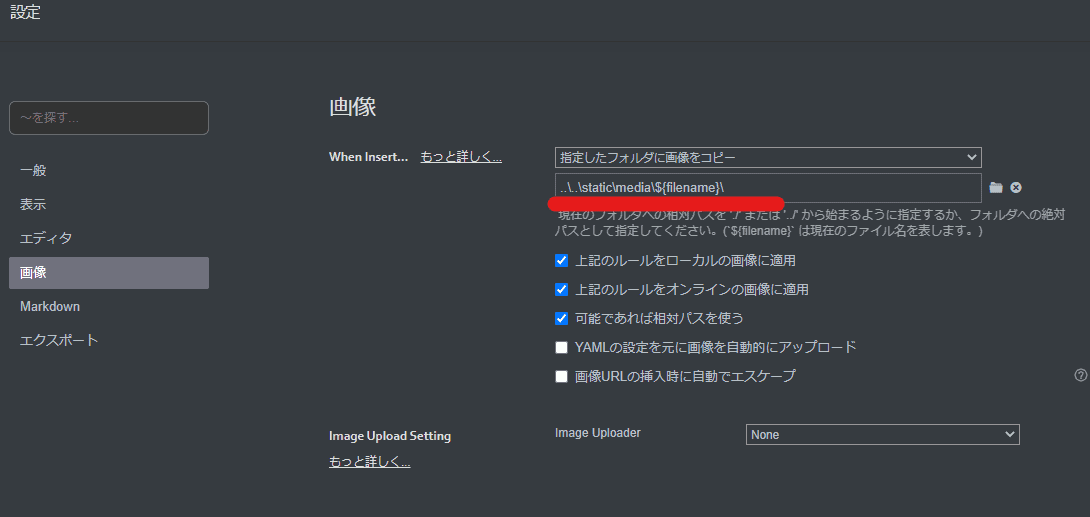 設定
～を探す...
一般
表示
エディタ
画像
Markdown
エクスポート
画像
When Insert... もっと詳しく...
指定したフォルダに画像をコピー
..\..\static\media\${filename}\
現在のフォルダへの相対パスを './' または '../' から始まるように指定するか、フォルダへの絶対
パスとして指定してください。(`${filename}` は現在のファイル名を表します。)
上記のルールをローカルの画像に適用
上記のルールをオンラインの画像に適用
可能であれば相対パスを使う
YAMLの設定を元に画像を自動的にアップロード
画像URLの挿入時に自動でエスケープ
Image Upload Setting
もっと詳しく...
Image Uploader
None